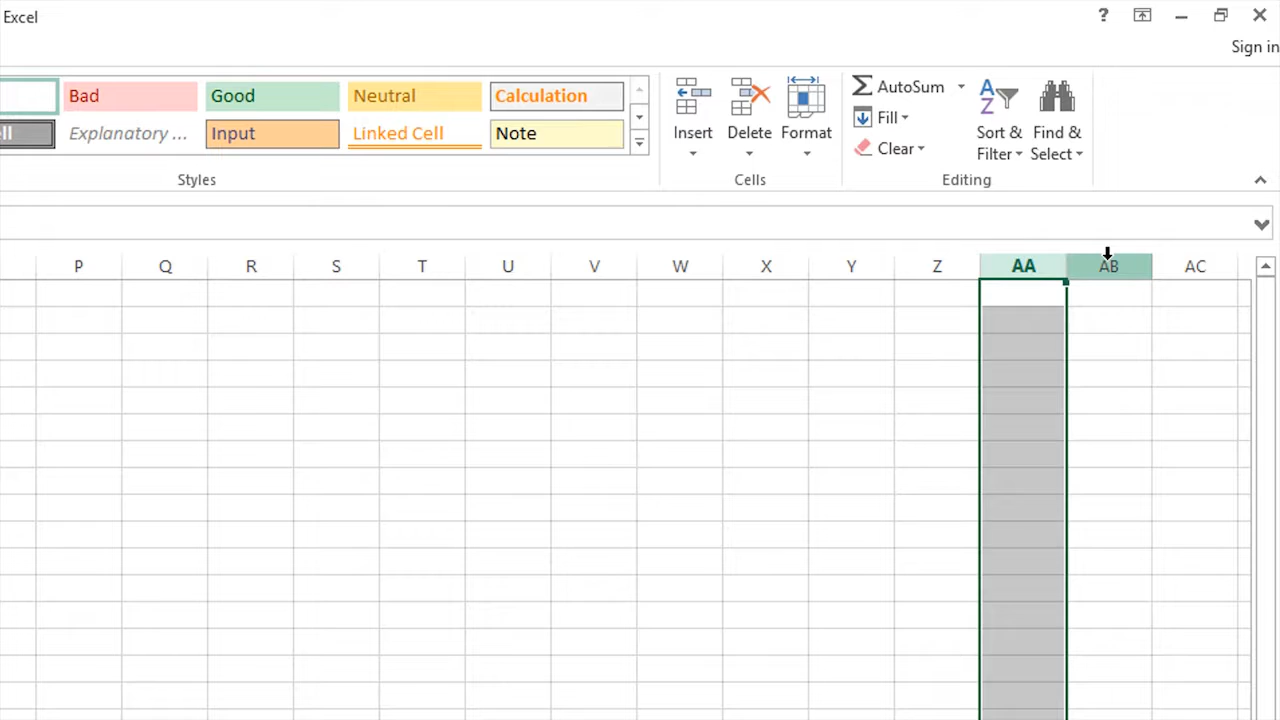 Excel ?
Sign in
Bad Good Neutral Calculation
ell Explanatory ... Input Linked Cell Note
AutoSum
Fill
Clear
Insert Delete Format
Sort & Filter
Find & Select
Styles Cells Editing
P Q R S T U V W X Y Z AA AB AC